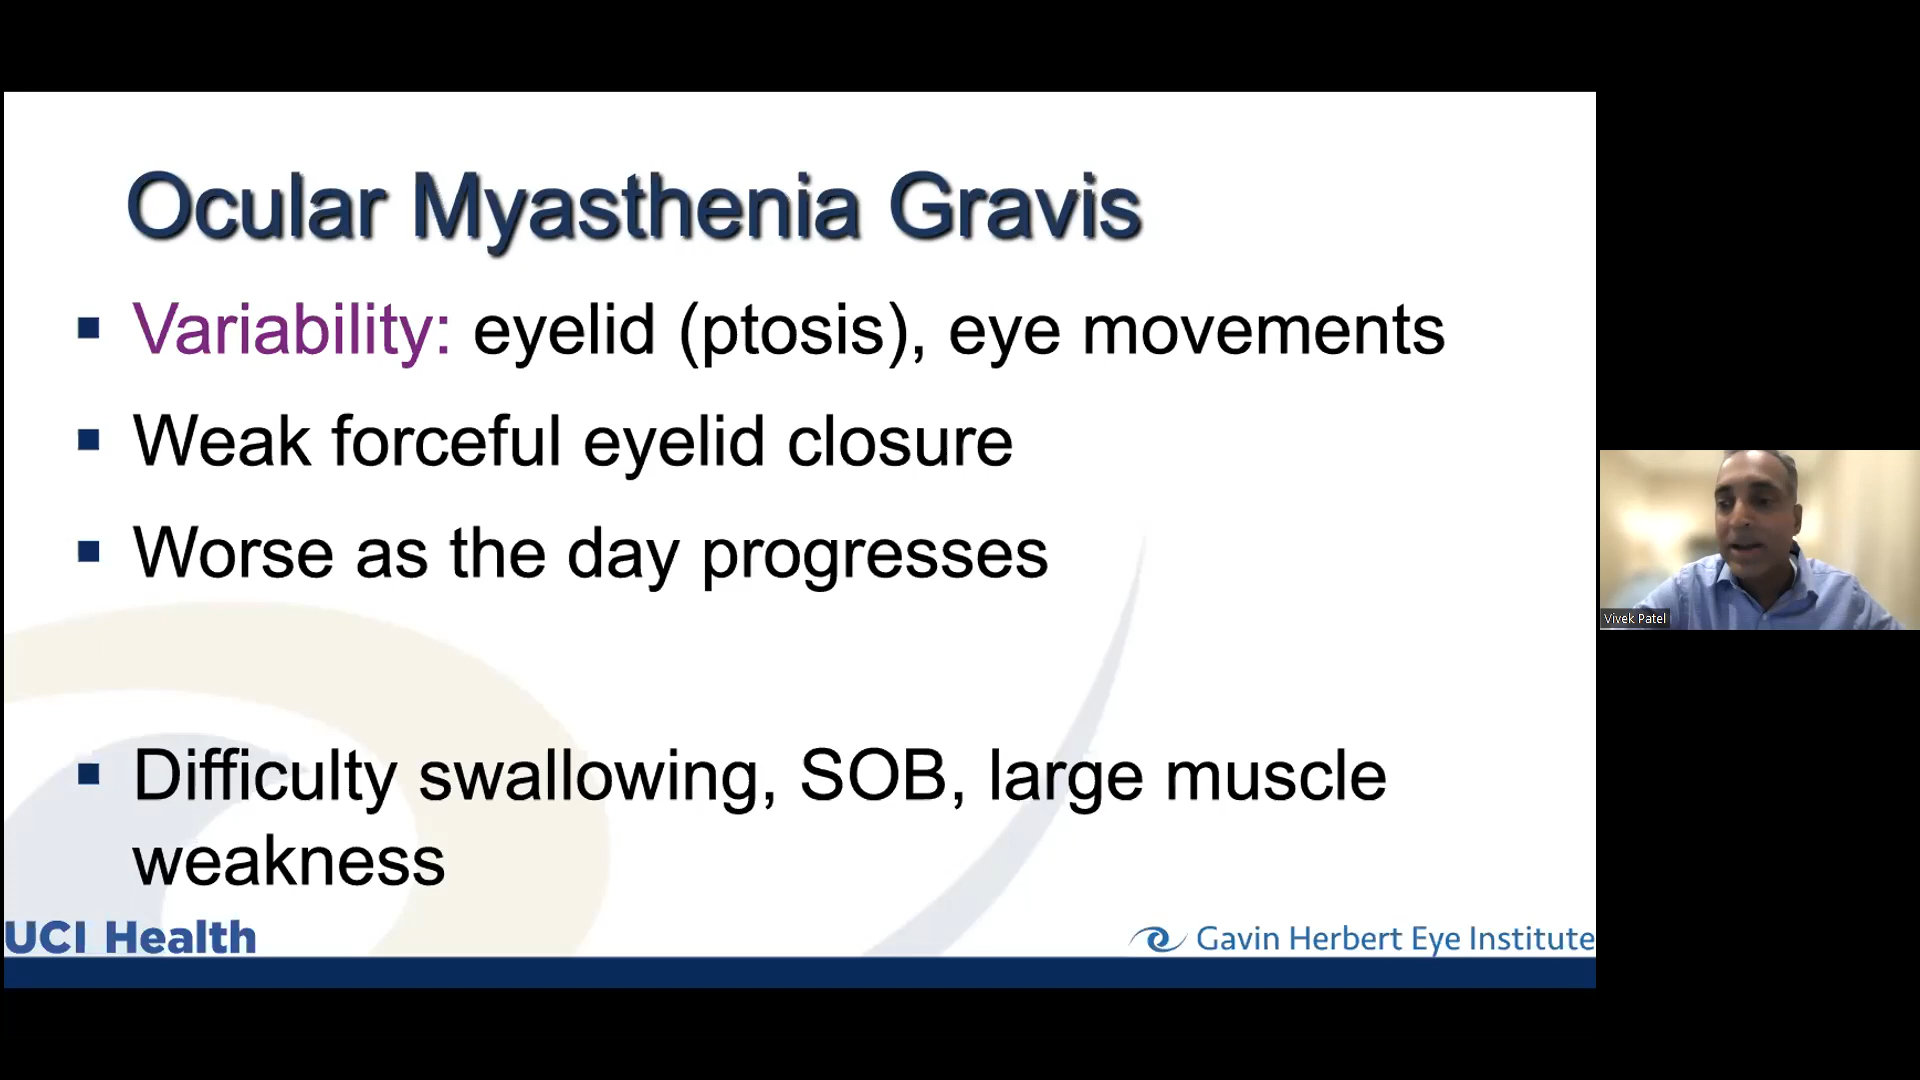 Ocular Myasthenia Gravis
Variability: eyelid (ptosis), eye movements
Weak forceful eyelid closure
Worse as the day progresses
Difficulty swallowing, SOB, large muscle
weakness
UCI Health
Gavin Herbert Eye Institute
Vivek Patel